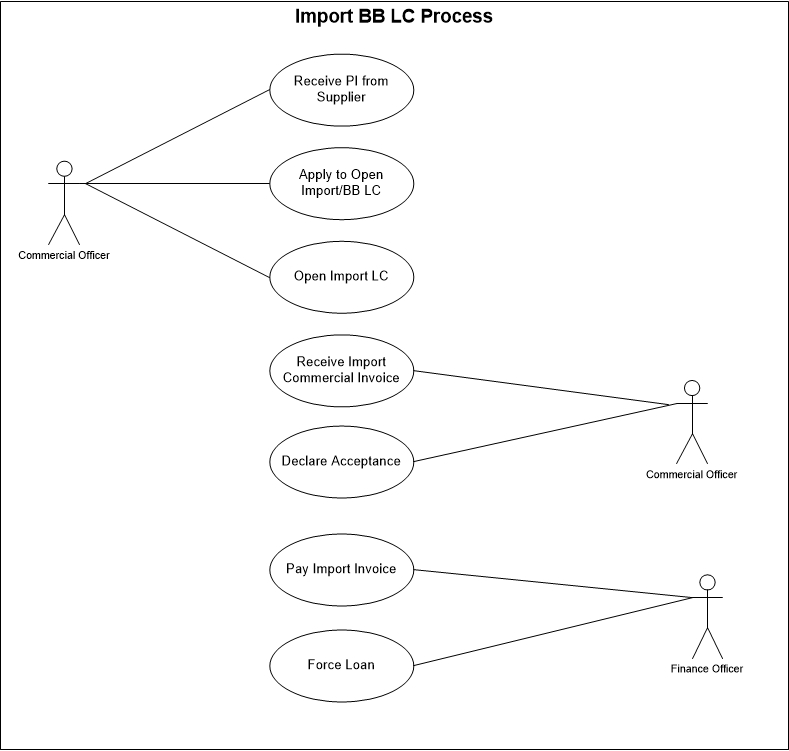 Import BB LC Process
Receive PI from
Supplier
Apply to Open
Import/BB LC
Commercial Officer
Open Import LC
Receive Import
Commercial Invoice
Declare Acceptance
Commercial Officer
Pay Import Invoice
Force Loan
Finance Officer